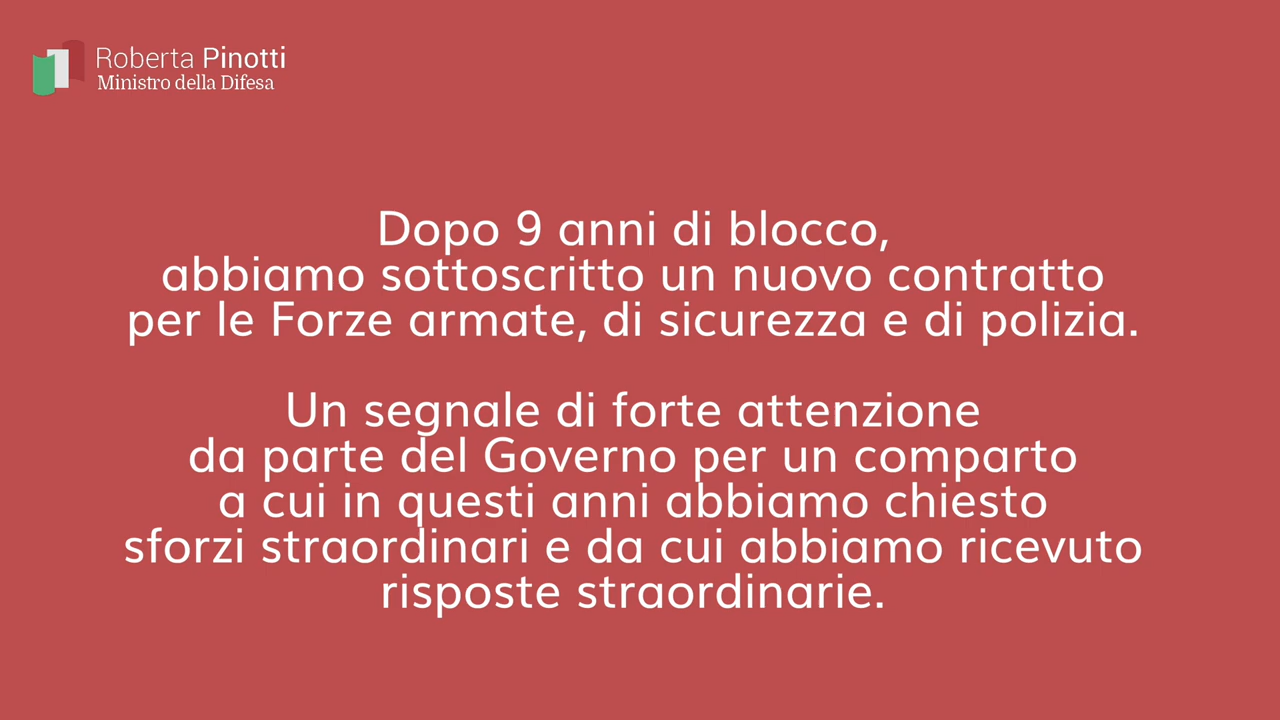 Roberta Pinotti
Ministro della Difesa
Dopo 9 anni di blocco,
abbiamo sottoscritto un nuovo contratto
per le Forze armate, di sicurezza e di polizia.
Un segnale di forte attenzione
da parte del Governo per un comparto
a cui in questi anni abbiamo chiesto
sforzi straordinari e da cui abbiamo ricevuto
risposte straordinarie.